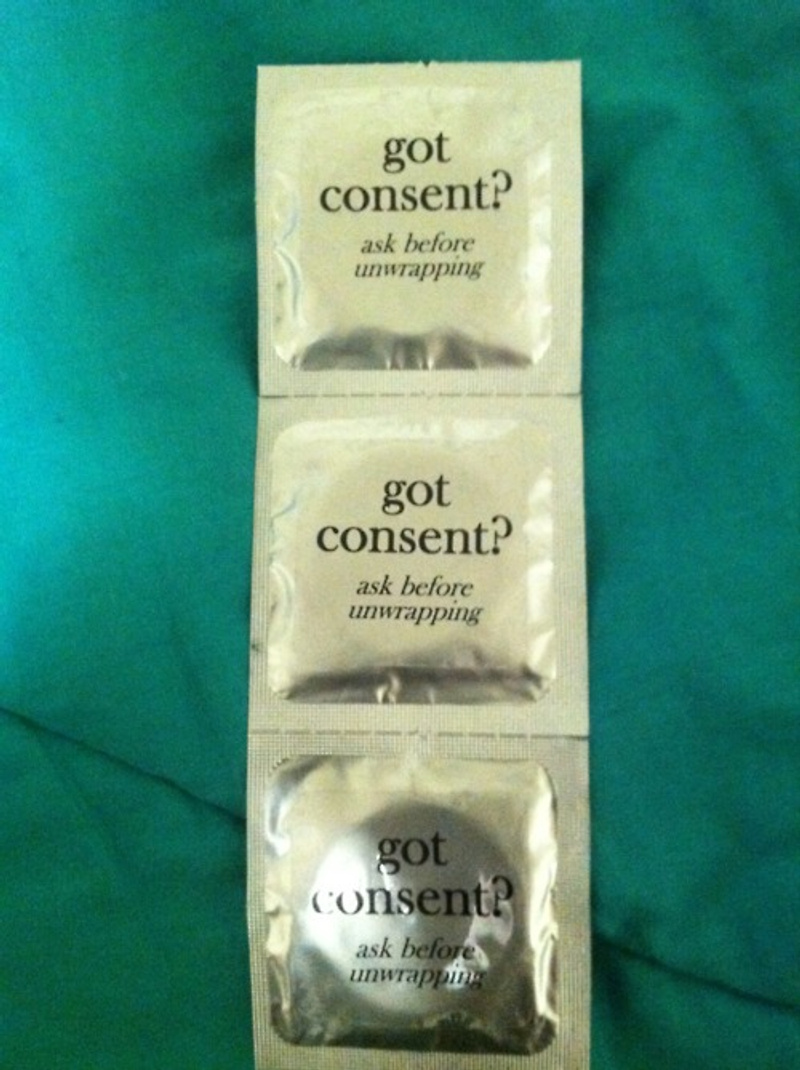 got
consent?
ask before
unwrapping
got
consent?
ask before
unwrapping
got
consent?
ask before
unwrapping